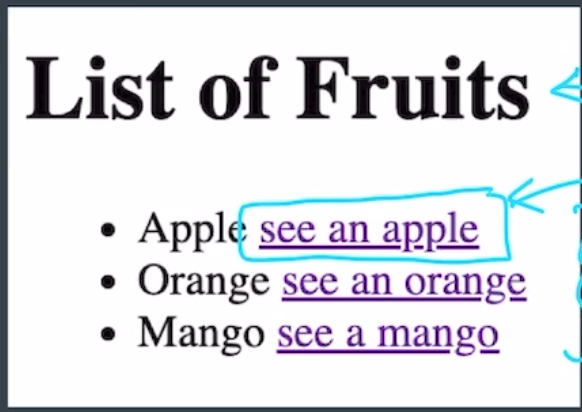 List of Fruits
• Apple see an apple
• Orange see an orange
• Mango see a mango